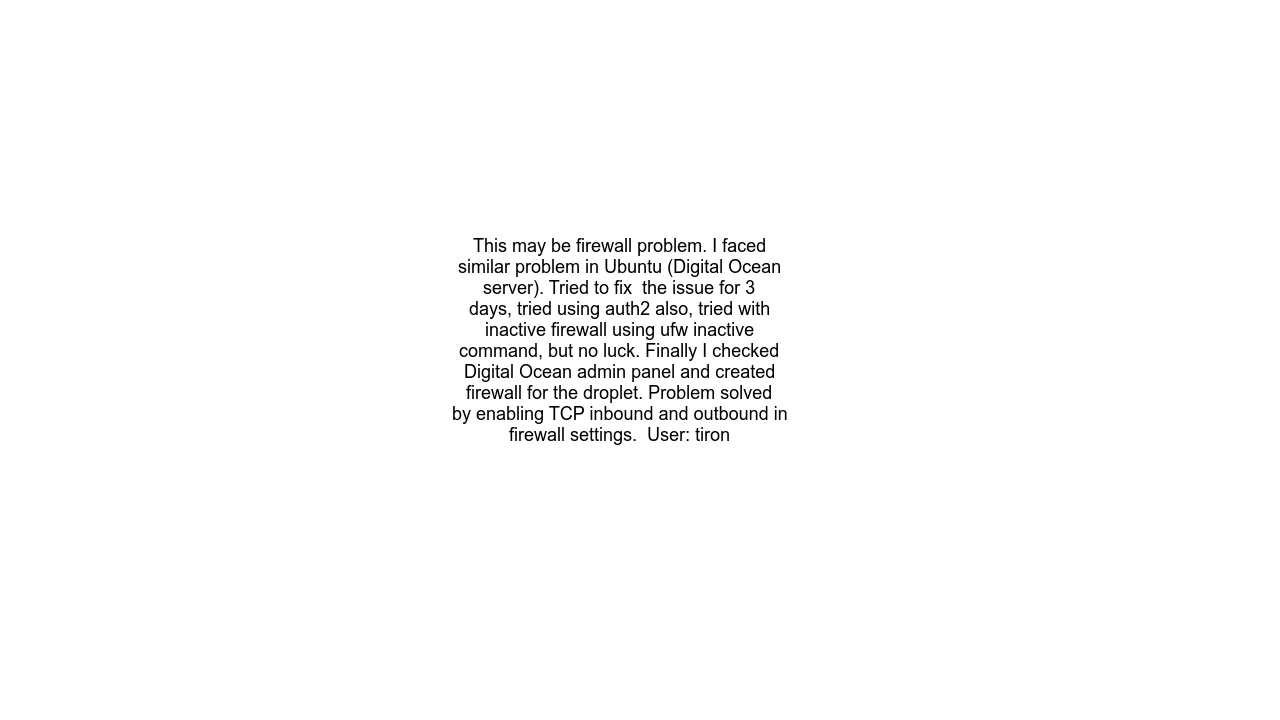 This may be firewall problem. I faced
similar problem in Ubuntu (Digital Ocean
server). Tried to fix  the issue for 3
days, tried using auth2 also, tried with
inactive firewall using ufw inactive
command, but no luck. Finally I checked
Digital Ocean admin panel and created
firewall for the droplet. Problem solved
by enabling TCP inbound and outbound in
firewall settings.  User: tiron